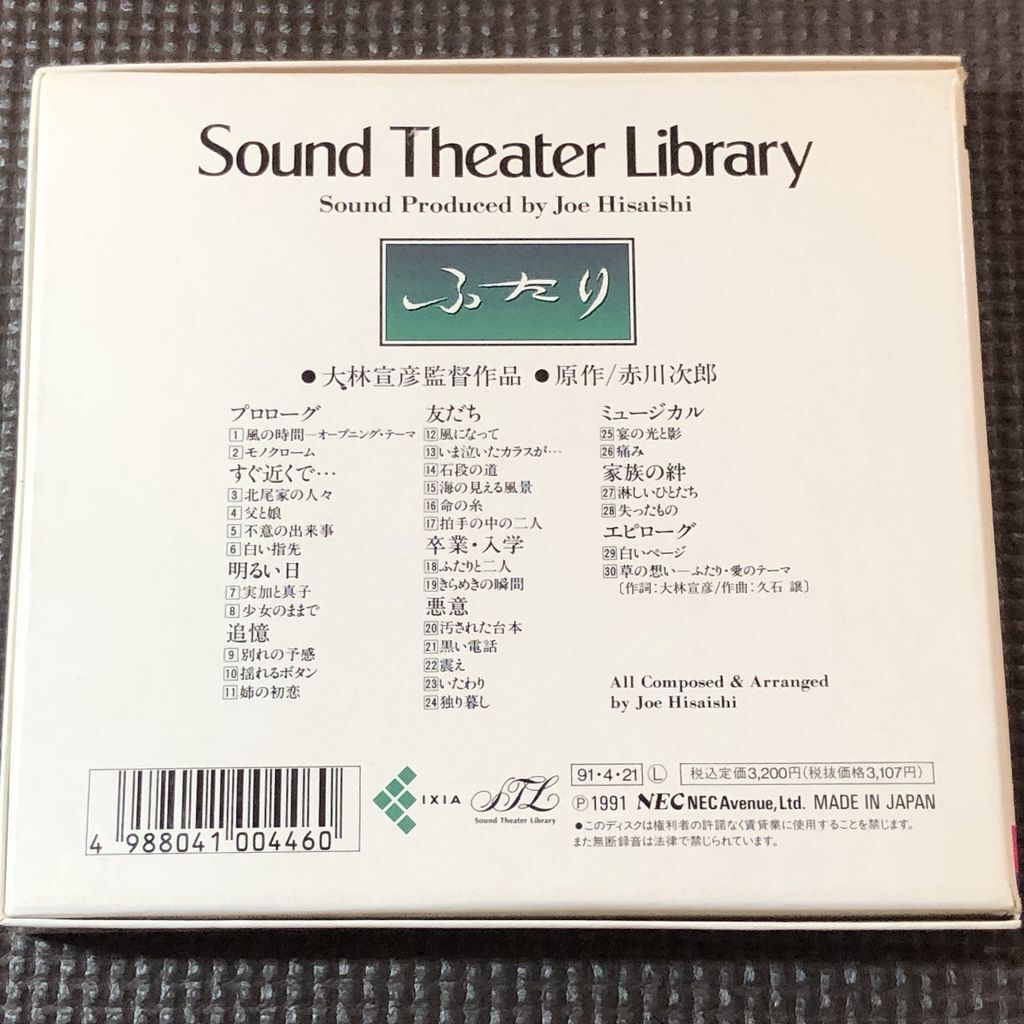 Sound Theater Library
Sound Produced by Joe Hisaishi
ふたり
●大林宣彦監督作品 ●原作/赤川次郎
プロローグ
1 風の時間—オープニング・テーマ
2 モノクローム
すぐ近くで…
3 北尾家の人々
4 父と娘
5 不意の出来事
6 白い指先
明るい日
7 実加と真子
8 少女のままで
追憶
9 別れの予感
10 揺れるボタン
11 姉の初恋
友だち
12 風になって
13 いま泣いたカラスが…
14 石段の道
15 海の見える風景
16 命の糸
17 拍手の中の二人
卒業・入学
18 ふたりと二人
19 きらめきの瞬間
悪意
20 汚された台本
21 黒い電話
22 震え
23 いたわり
24 独り暮し
ミュージカル
25 宴の光と影
26 痛み
家族の絆
27 淋しいひとたち
28 失ったもの
エピローグ
29 白いページ
30 草の想い—ふたり・愛のテーマ
〔作詞:大林宣彦/作曲:久石 譲〕
All Composed & Arranged
by Joe Hisaishi
4 988041 004460
IXIA
STL
Sound Theater Library
91・4・21 Ⓛ 税込定価3,200円(税抜価格3,107円)
Ⓟ1991 NEC NEC Avenue, Ltd. MADE IN JAPAN
●このディスクは権利者の許諾なく賃貸業に使用することを禁じます。
また無断録音は法律で禁じられています。